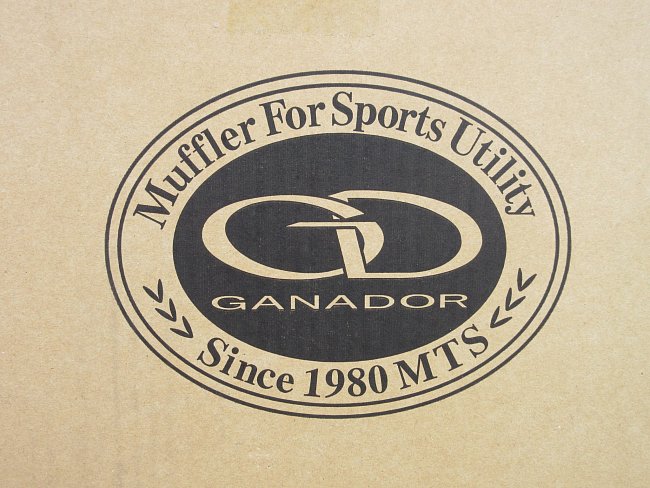 Muffler For Sports Utility
GANADOR
Since 1980 MTS